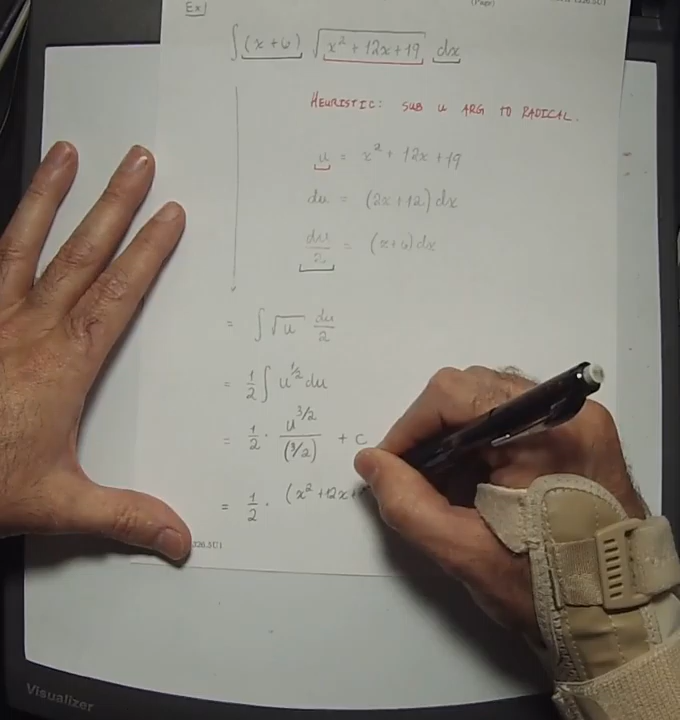 Ex
∫ (x+6) √(x² + 12x + 19) dx
HEURISTIC: SUB U ARG TO RADICAL.
u = x² + 12x + 19
du = (2x+12) dx
du/2 = (x+6) dx
= ∫ √u du/2
= 1/2 ∫ u^1/2 du
= 1/2 · u^3/2 / (3/2) + C
= 1/2 · (x² + 12x +
326.5U1
Visualizer